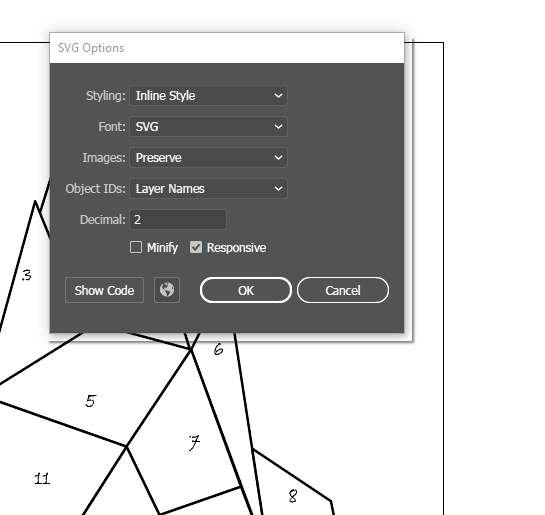 SVG Options
Styling: Inline Style
Font: SVG
Images: Preserve
Object IDs: Layer Names
Decimal: 2
Minify Responsive
Show Code OK Cancel
3
6
5
7
11
8